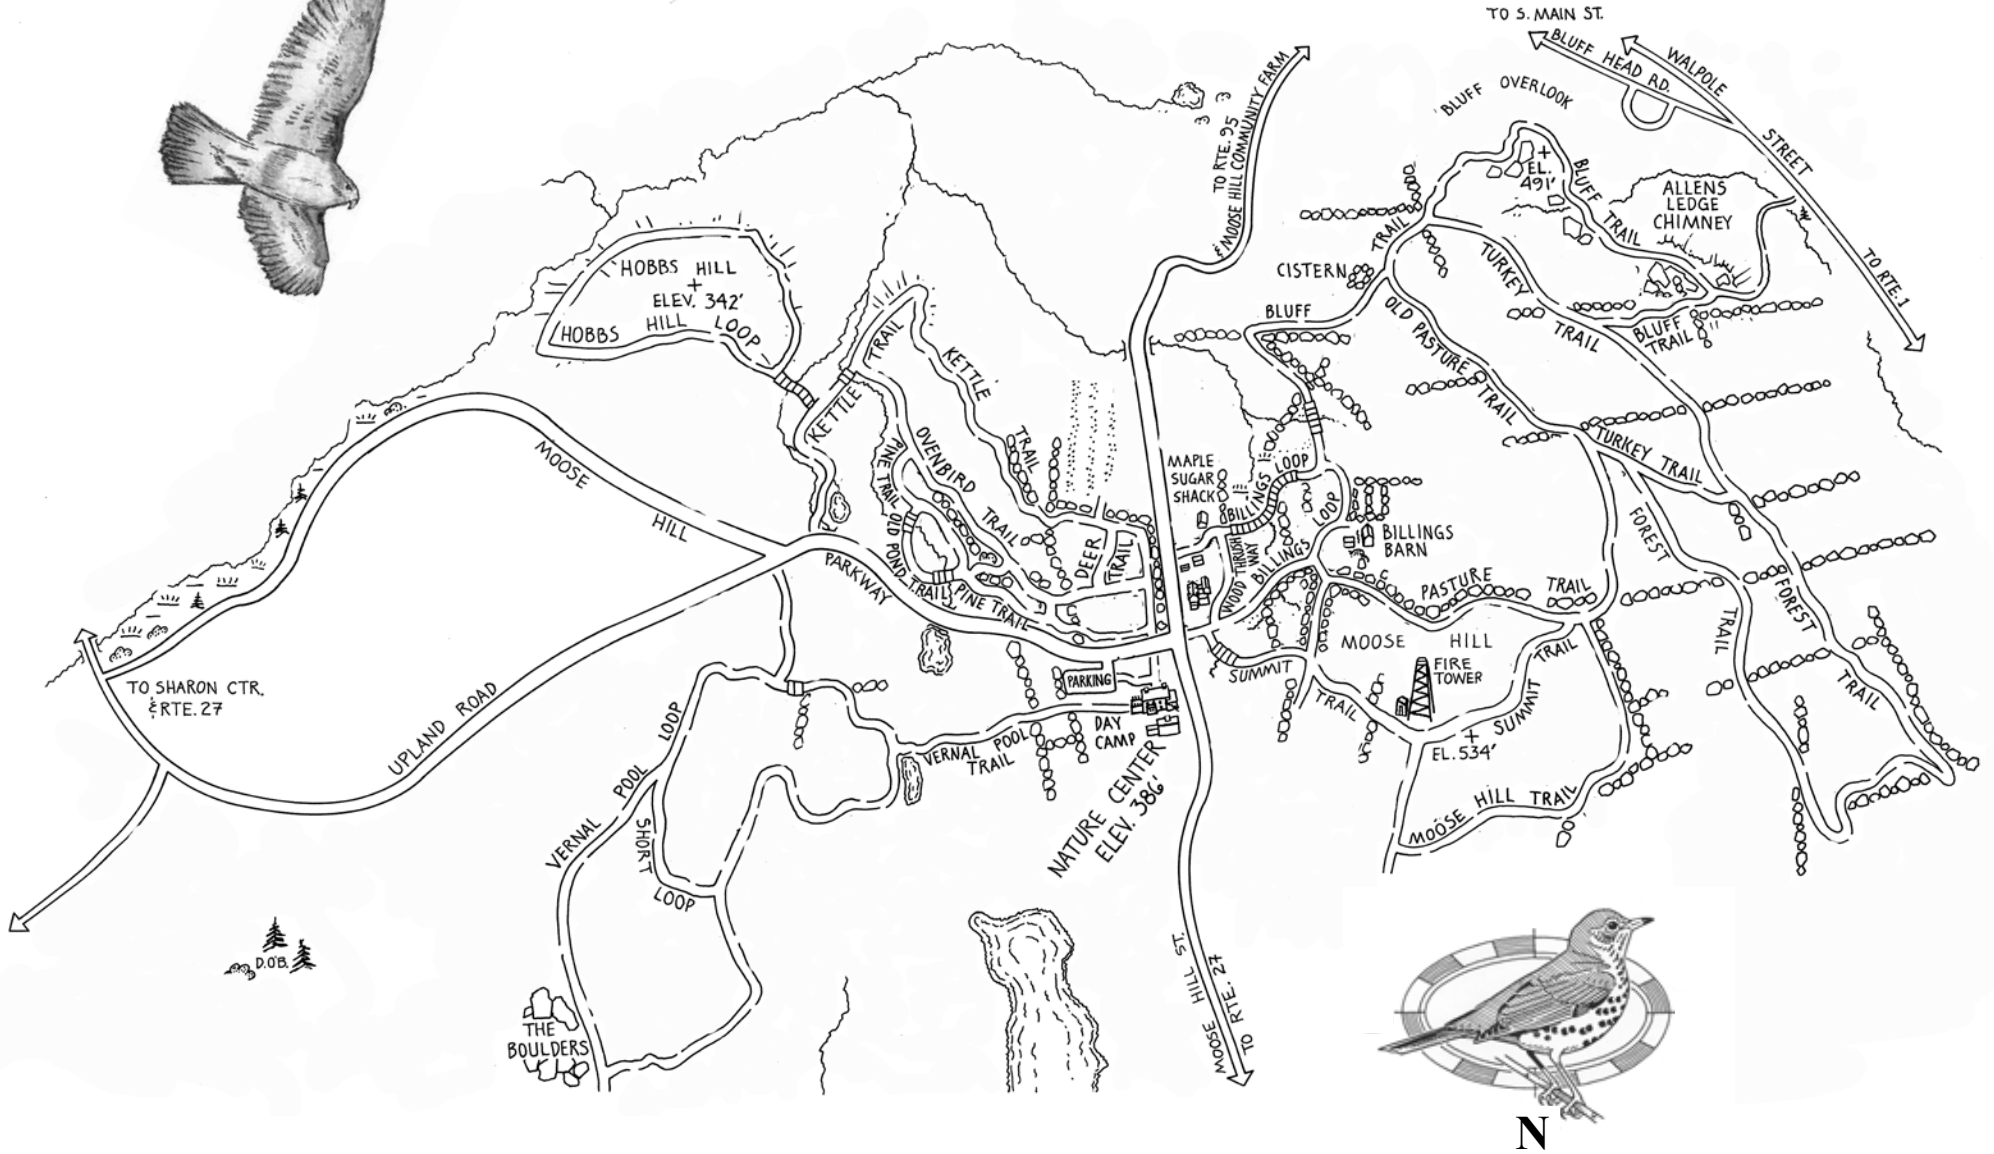 TO S. MAIN ST.
BLUFF HEAD RD.
WALPOLE
STREET
TO RTE. 1
BLUFF OVERLOOK
+
EL.
491'
BLUFF TRAIL
ALLENS
LEDGE
CHIMNEY
TO RTE. 95
& MOOSE HILL COMMUNITY FARM
HOBBS HILL
+
ELEV. 342'
HOBBS HILL LOOP
CISTERN
BLUFF
TRAIL
TURKEY
TRAIL
BLUFF
TRAIL
OLD PASTURE TRAIL
KETTLE
TRAIL
KETTLE
TRAIL
OVENBIRD
TRAIL
PINE TRAIL
OLD POND
TRAILS
PINE TRAIL
DEER
TRAIL
MAPLE
SUGAR
SHACK
BILLINGS
LOOP
WOOD THRUSH
WAY
BILLINGS
LOOP
BILLINGS
BARN
TURKEY TRAIL
FOREST
TRAIL
FOREST
TRAIL
PASTURE
TRAIL
MOOSE HILL
FIRE
TOWER
SUMMIT
TRAIL
SUMMIT
TRAIL
+
EL. 534'
MOOSE HILL TRAIL
MOOSE
HILL
PARKWAY
UPLAND ROAD
TO SHARON CTR.
& RTE. 27
PARKING
DAY
CAMP
NATURE CENTER
ELEV. 386'
VERNAL POOL
TRAIL
VERNAL POOL LOOP
SHORT
LOOP
THE
BOULDERS
D.O'B.
MOOSE HILL ST.
TO RTE. 27
N